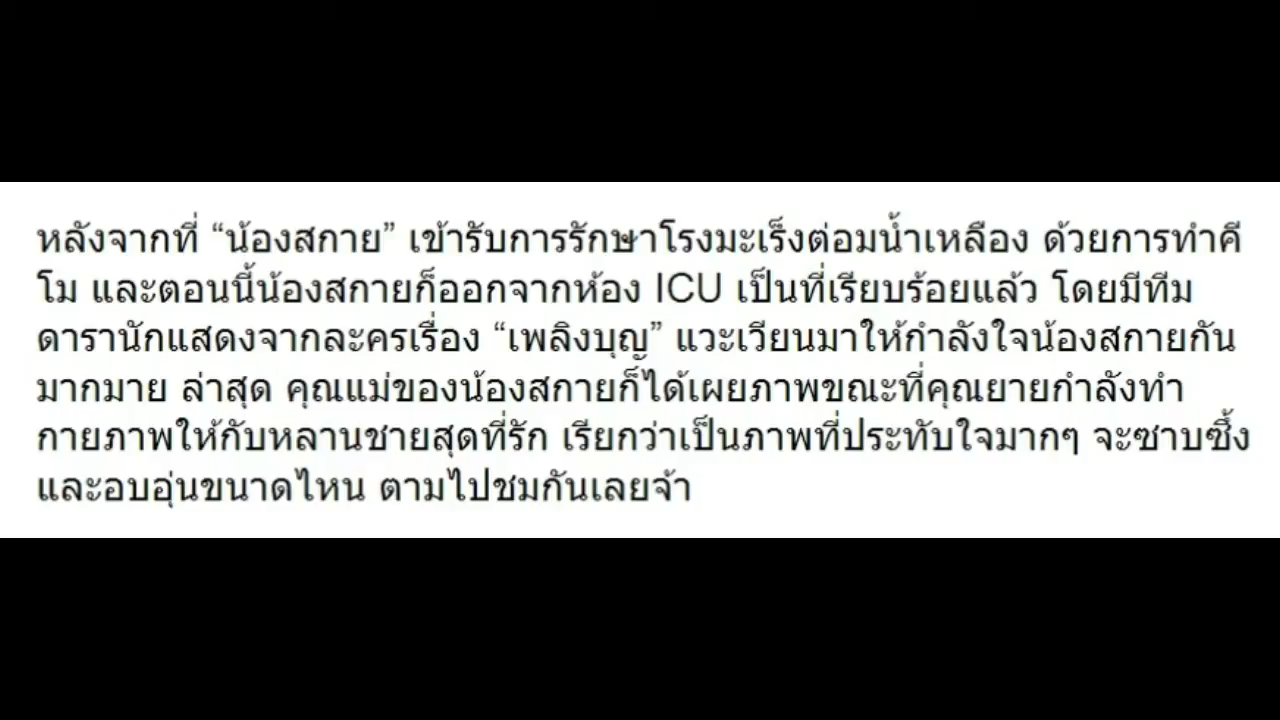 หลังจากที่ “น้องสกาย” เข้ารับการรักษาโรงมะเร็งต่อมน้ำเหลือง ด้วยการทำคี
โม และตอนนี้น้องสกายก็ออกจากห้อง ICU เป็นที่เรียบร้อยแล้ว โดยมีทีม
ดารานักแสดงจากละครเรื่อง “เพลิงบุญ” แวะเวียนมาให้กำลังใจน้องสกายกัน
มากมาย ล่าสุด คุณแม่ของน้องสกายก็ได้เผยภาพขณะที่คุณยายกำลังทำ
กายภาพให้กับหลานชายสุดที่รัก เรียกว่าเป็นภาพที่ประทับใจมากๆ จะซาบซึ้ง
และอบอุ่นขนาดไหน ตามไปชมกันเลยจ้า